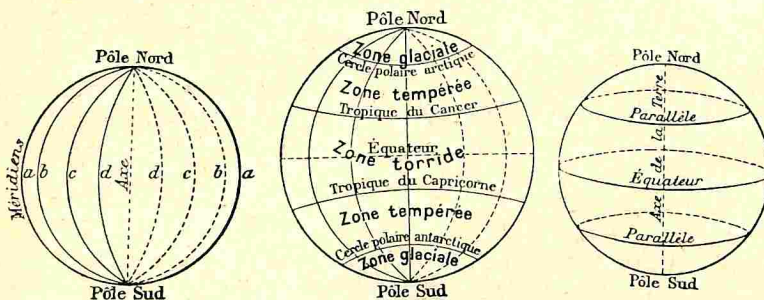 Pôle Nord
Méridiens
a b c d Axe d c b a
Pôle Sud
Pôle Nord
Zone glaciale
Cercle polaire arctique
Zone tempérée
Tropique du Cancer
Équateur
Zone torride
Tropique du Capricorne
Zone tempérée
Cercle polaire antarctique
Zone glaciale
Pôle Sud
Pôle Nord
Parallèle
Équateur
Parallèle
Axe de la Terre
Pôle Sud